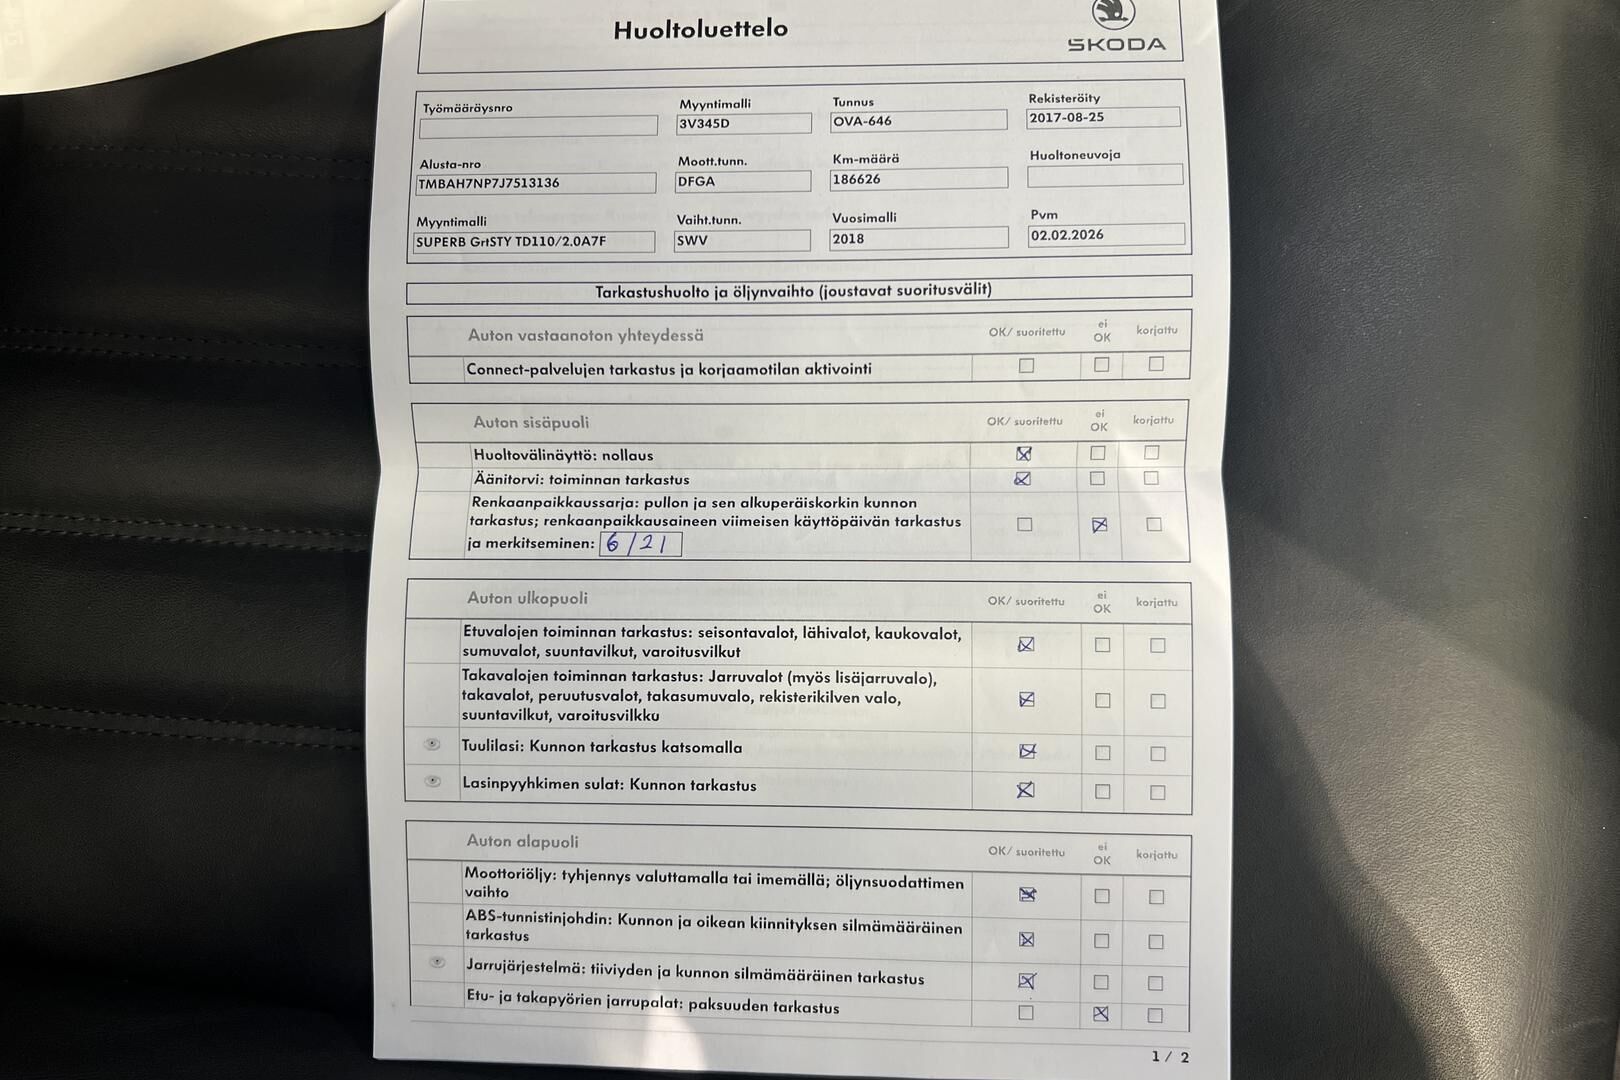 Huoltoluettelo
SKODA
Työmääräysnro
Myyntimalli
Tunnus
Rekisteröity
3V345D
OVA-646
2017-08-25
Alusta-nro
Moott.tunn.
Km-määrä
Huoltoneuvoja
TMBAH7NP7J7513136
DFGA
186626
Myyntimalli
Vaiht.tunn.
Vuosimalli
Pvm
SUPERB GrtSTY TD110/2.0A7F
SWV
2018
02.02.2026
Tarkastushuolto ja öljynvaihto (joustavat suoritusvälit)
Auton vastaanoton yhteydessä
OK/ suoritettu
ei
OK
korjattu
Connect-palvelujen tarkastus ja korjaamotilan aktivointi
Auton sisäpuoli
OK/ suoritettu
ei
OK
korjattu
Huoltovälinäyttö: nollaus
Äänitorvi: toiminnan tarkastus
Renkaanpaikkaussarja: pullon ja sen alkuperäiskorkin kunnon
tarkastus; renkaanpaikkausaineen viimeisen käyttöpäivän tarkastus
ja merkitseminen: 6/21
Auton ulkopuoli
OK/ suoritettu
ei
OK
korjattu
Etuvalojen toiminnan tarkastus: seisontavalot, lähivalot, kaukovalot,
sumuvalot, suuntavilkut, varoitusvilkut
Takavalojen toiminnan tarkastus: Jarruvalot (myös lisäjarruvalo),
takavalot, peruutusvalot, takasumuvalo, rekisterikilven valo,
suuntavilkut, varoitusvilkku
Tuulilasi: Kunnon tarkastus katsomalla
Lasinpyyhkimen sulat: Kunnon tarkastus
Auton alapuoli
OK/ suoritettu
ei
OK
korjattu
Moottoriöljy: tyhjennys valuttamalla tai imemällä; öljynsuodattimen
vaihto
ABS-tunnistinjohdin: Kunnon ja oikean kiinnityksen silmämääräinen
tarkastus
Jarrujärjestelmä: tiiviyden ja kunnon silmämääräinen tarkastus
Etu- ja takapyörien jarrupalat: paksuuden tarkastus
1 / 2